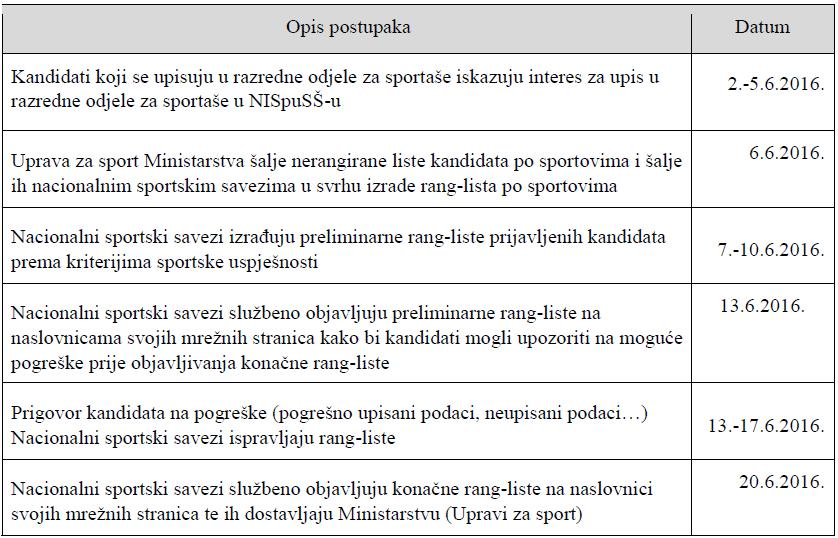 Opis postupaka
Datum
Kandidati koji se upisuju u razredne odjele za sportaše iskazuju interes za upis u
razredne odjele za sportaše u NISpuSŠ-u
2.-5.6.2016.
Uprava za sport Ministarstva šalje nerangirane liste kandidata po sportovima i šalje
ih nacionalnim sportskim savezima u svrhu izrade rang-lista po sportovima
6.6.2016.
Nacionalni sportski savezi izrađuju preliminarne rang-liste prijavljenih kandidata
prema kriterijima sportske uspješnosti
7.-10.6.2016.
Nacionalni sportski savezi službeno objavljuju preliminarne rang-liste na
naslovnicama svojih mrežnih stranica kako bi kandidati mogli upozoriti na moguće
pogreške prije objavljivanja konačne rang-liste
13.6.2016.
Prigovor kandidata na pogreške (pogrešno upisani podaci, neupisani podaci…)
Nacionalni sportski savezi ispravljaju rang-liste
13.-17.6.2016.
Nacionalni sportski savezi službeno objavljuju konačne rang-liste na naslovnici
svojih mrežnih stranica te ih dostavljaju Ministarstvu (Upravi za sport)
20.6.2016.